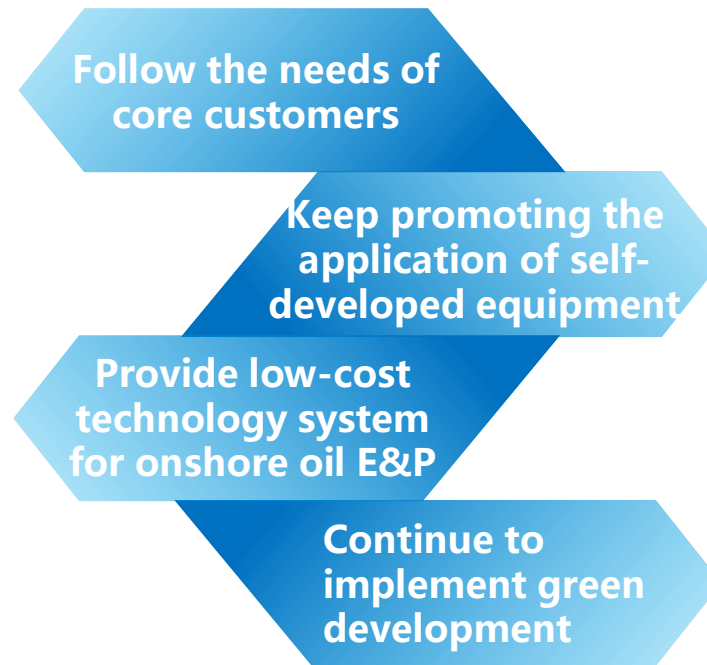 Follow the needs of
core customers
Keep promoting the
application of self-
developed equipment
Provide low-cost
technology system
for onshore oil E&P
Continue to
implement green
development